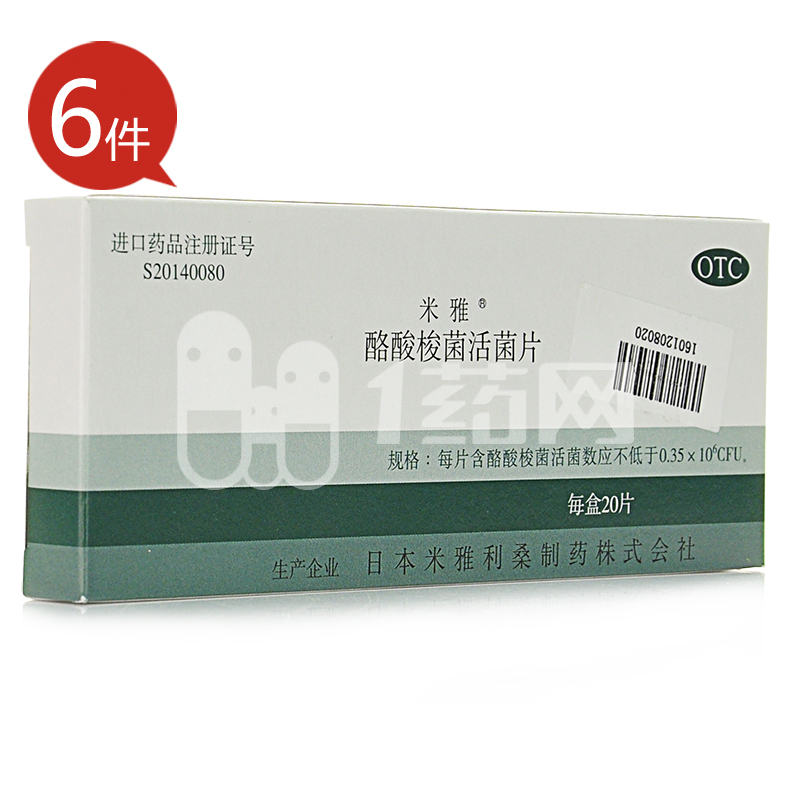 6件
进口药品注册证号
S20140080
OTC
米雅®
酪酸梭菌活菌片
1601208020
1药网
规格：每片含酪酸梭菌活菌数应不低于0.35×10⁶CFU。
每盒20片
生产企业 日本米雅利桑制药株式会社